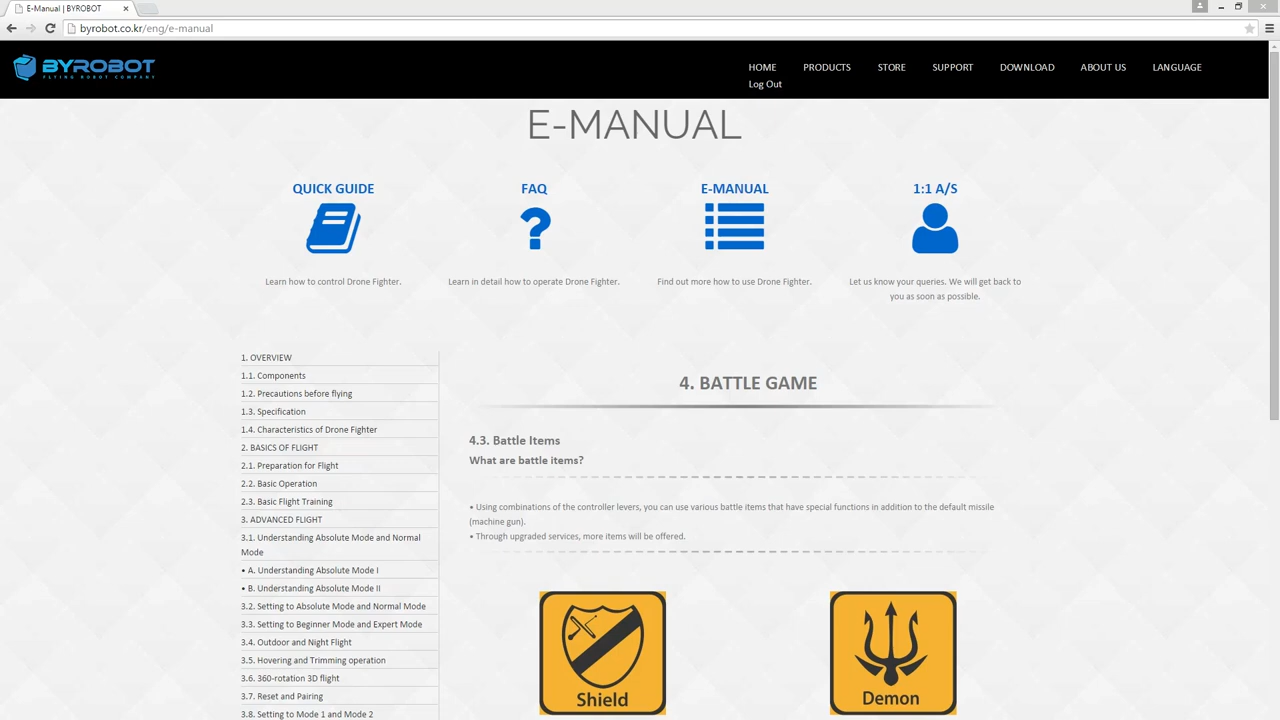 E-Manual | BYROBOT
byrobot.co.kr/eng/e-manual
BYROBOT
FLYING ROBOT COMPANY
HOME PRODUCTS STORE SUPPORT DOWNLOAD ABOUT US LANGUAGE
Log Out
E-MANUAL
QUICK GUIDE
Learn how to control Drone Fighter.
FAQ
Learn in detail how to operate Drone Fighter.
E-MANUAL
Find out more how to use Drone Fighter.
1:1 A/S
Let us know your queries. We will get back to
you as soon as possible.
1. OVERVIEW
1.1. Components
1.2. Precautions before flying
1.3. Specification
1.4. Characteristics of Drone Fighter
2. BASICS OF FLIGHT
2.1. Preparation for Flight
2.2. Basic Operation
2.3. Basic Flight Training
3. ADVANCED FLIGHT
3.1. Understanding Absolute Mode and Normal
Mode
• A. Understanding Absolute Mode I
• B. Understanding Absolute Mode II
3.2. Setting to Absolute Mode and Normal Mode
3.3. Setting to Beginner Mode and Expert Mode
3.4. Outdoor and Night Flight
3.5. Hovering and Trimming operation
3.6. 360-rotation 3D flight
3.7. Reset and Pairing
3.8. Setting to Mode 1 and Mode 2
4. BATTLE GAME
4.3. Battle Items
What are battle items?
• Using combinations of the controller levers, you can use various battle items that have special functions in addition to the default missile
(machine gun).
• Through upgraded services, more items will be offered.
Shield
Demon